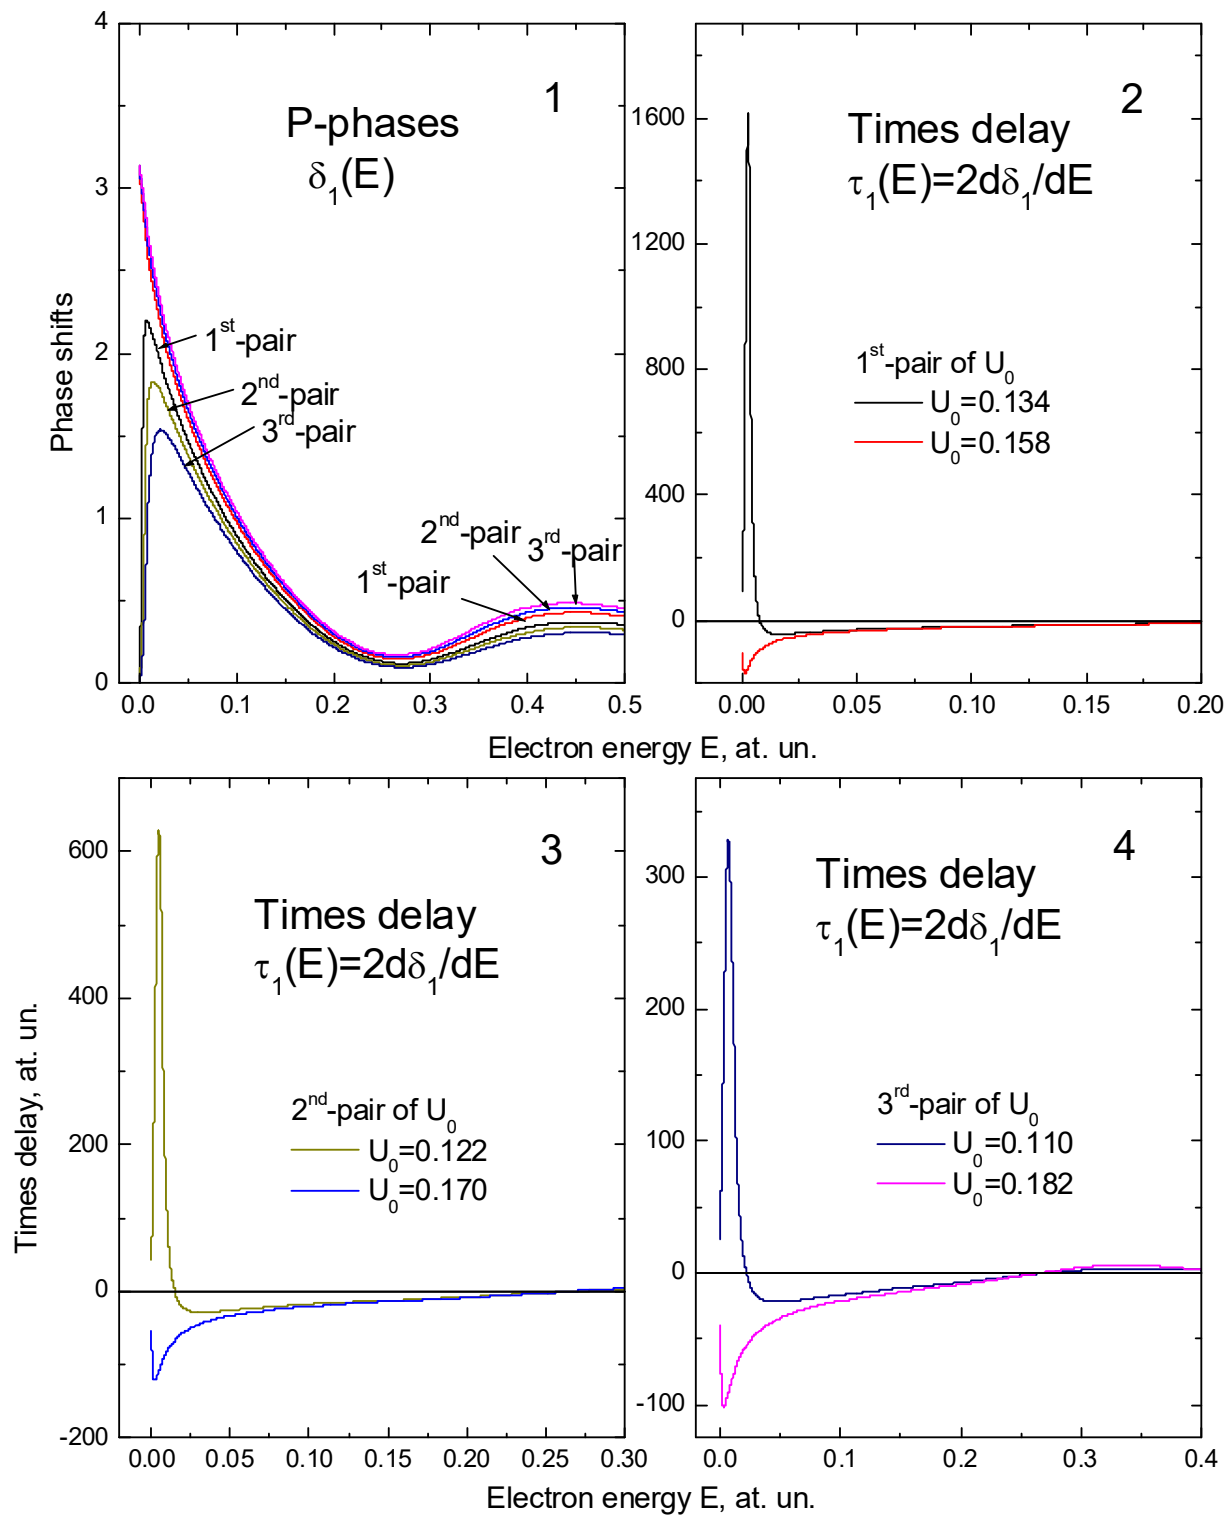 1
P-phases
δ₁(E)
1ˢᵗ-pair
2ⁿᵈ-pair
3ʳᵈ-pair
2ⁿᵈ-pair
3ʳᵈ-pair
1ˢᵗ-pair
Phase shifts
4
3
2
1
0
0.0 0.1 0.2 0.3 0.4 0.5
2
Times delay
τ₁(E)=2dδ₁/dE
1ˢᵗ-pair of U₀
U₀=0.134
U₀=0.158
1600
1200
800
400
0
0.00 0.05 0.10 0.15 0.20
Electron energy E, at. un.
3
Times delay
τ₁(E)=2dδ₁/dE
2ⁿᵈ-pair of U₀
U₀=0.122
U₀=0.170
Times delay, at. un.
600
400
200
0
-200
0.00 0.05 0.10 0.15 0.20 0.25 0.30
4
Times delay
τ₁(E)=2dδ₁/dE
3ʳᵈ-pair of U₀
U₀=0.110
U₀=0.182
300
200
100
0
-100
0.0 0.1 0.2 0.3 0.4
Electron energy E, at. un.